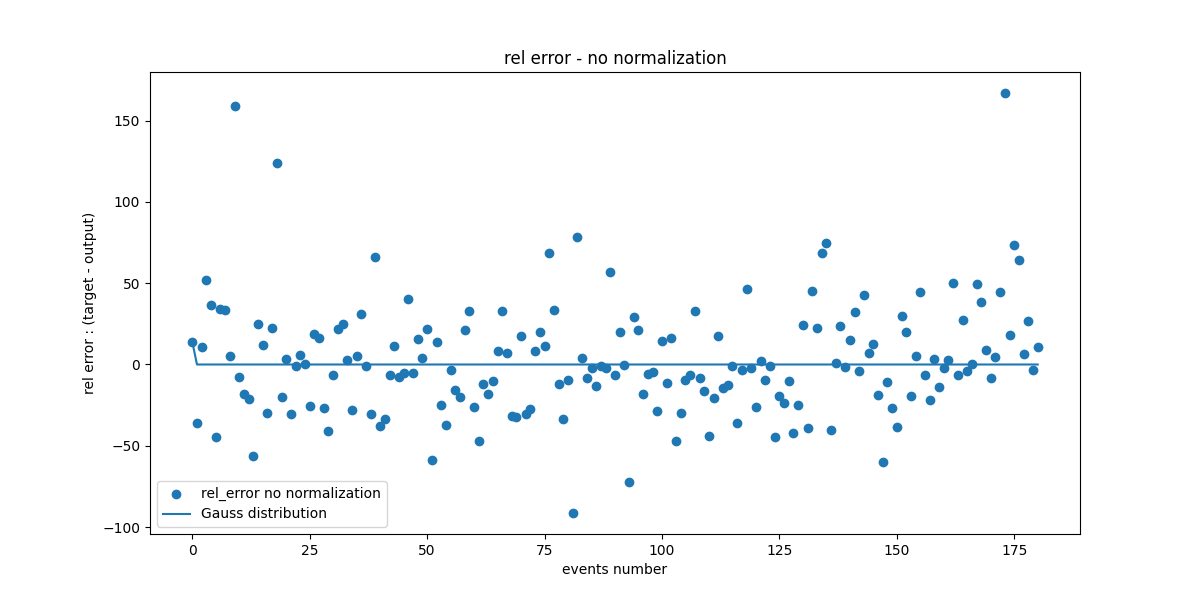 rel error - no normalization
rel error : (target - output)
150
100
50
0
−50
−100
rel_error no normalization
Gauss distribution
0 25 50 75 100 125 150 175
events number